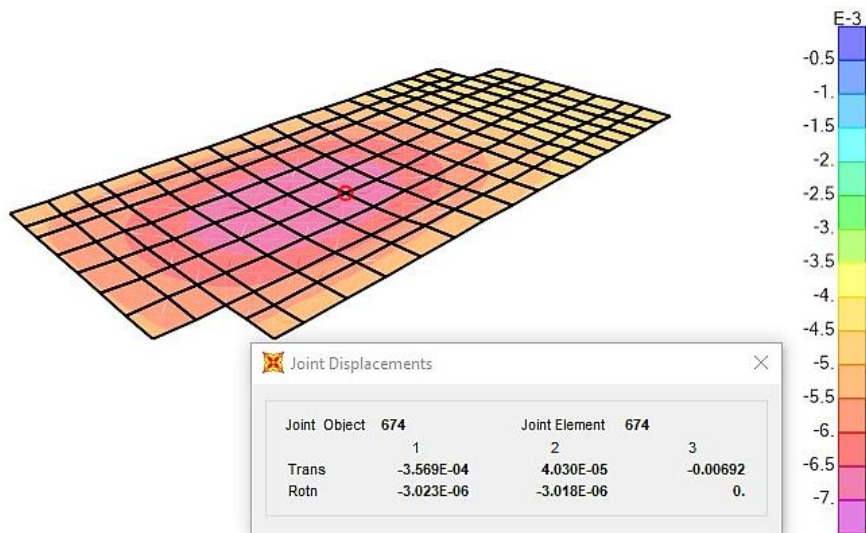 E-3
-0.5
-1.
-1.5
-2.
-2.5
-3.
-3.5
-4.
-4.5
-5.
-5.5
-6.
-6.5
-7.
Joint Displacements
Joint Object 674 Joint Element 674
1 2 3
Trans -3.569E-04 4.030E-05 -0.00692
Rotn -3.023E-06 -3.018E-06 0.